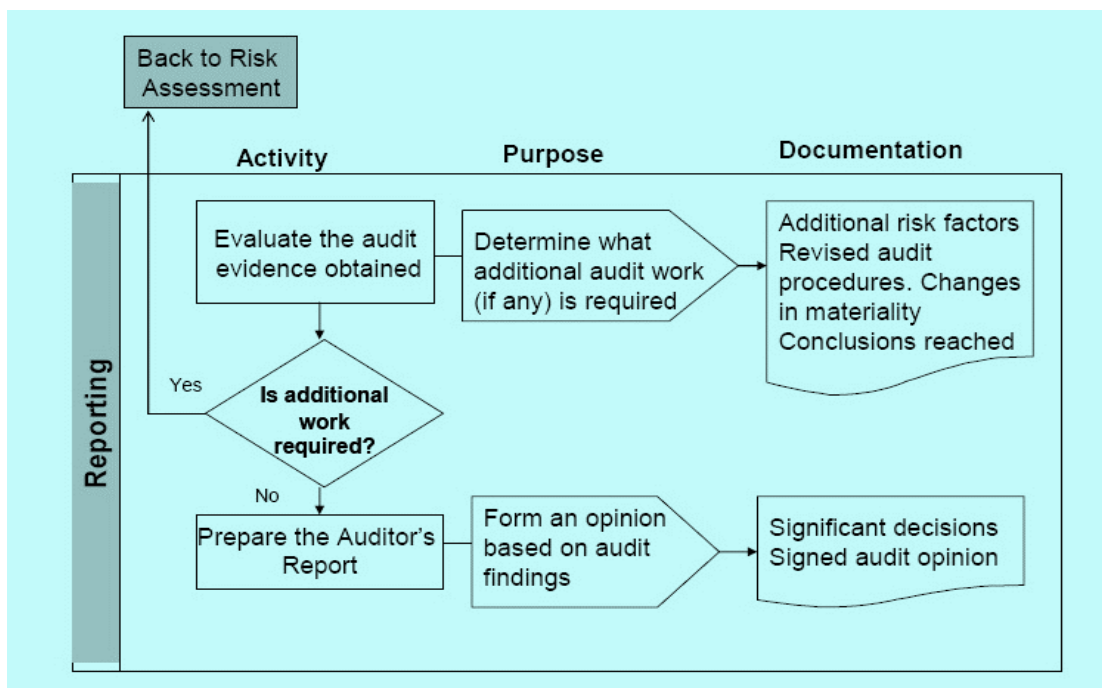 Back to Risk
Assessment
Activity
Purpose
Documentation
Reporting
Evaluate the audit
evidence obtained
Determine what
additional audit work
(if any) is required
Additional risk factors
Revised audit
procedures. Changes
in materiality
Conclusions reached
Yes
Is additional
work
required?
No
Prepare the Auditor's
Report
Form an opinion
based on audit
findings
Significant decisions
Signed audit opinion